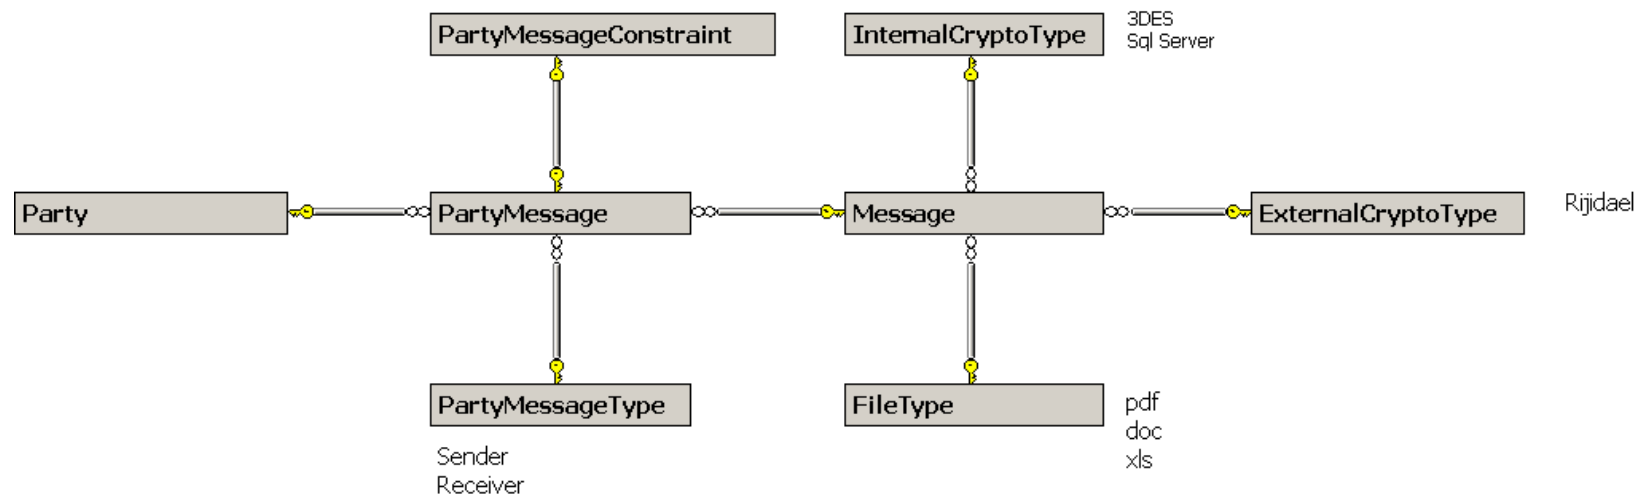 PartyMessageConstraint
InternalCryptoType
3DES
Sql Server
Party
PartyMessage
Message
ExternalCryptoType
Rijidael
PartyMessageType
FileType
pdf
doc
xls
Sender
Receiver